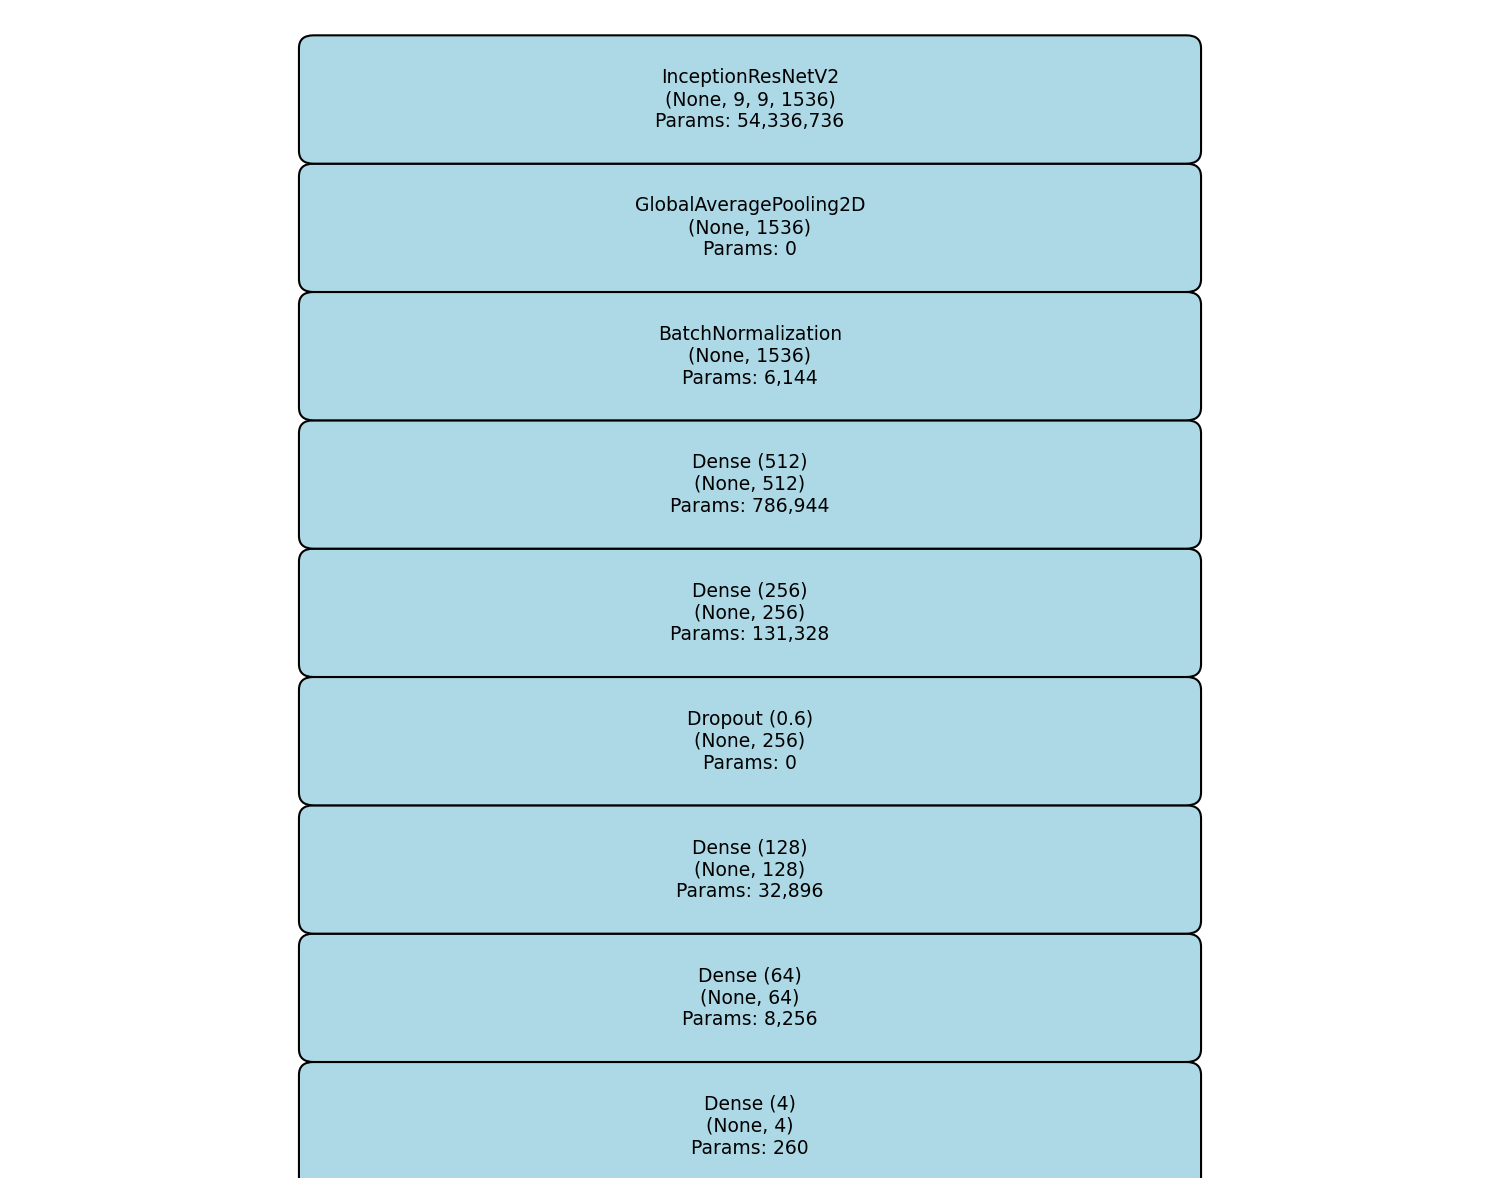 InceptionResNetV2
(None, 9, 9, 1536)
Params: 54,336,736
GlobalAveragePooling2D
(None, 1536)
Params: 0
BatchNormalization
(None, 1536)
Params: 6,144
Dense (512)
(None, 512)
Params: 786,944
Dense (256)
(None, 256)
Params: 131,328
Dropout (0.6)
(None, 256)
Params: 0
Dense (128)
(None, 128)
Params: 32,896
Dense (64)
(None, 64)
Params: 8,256
Dense (4)
(None, 4)
Params: 260